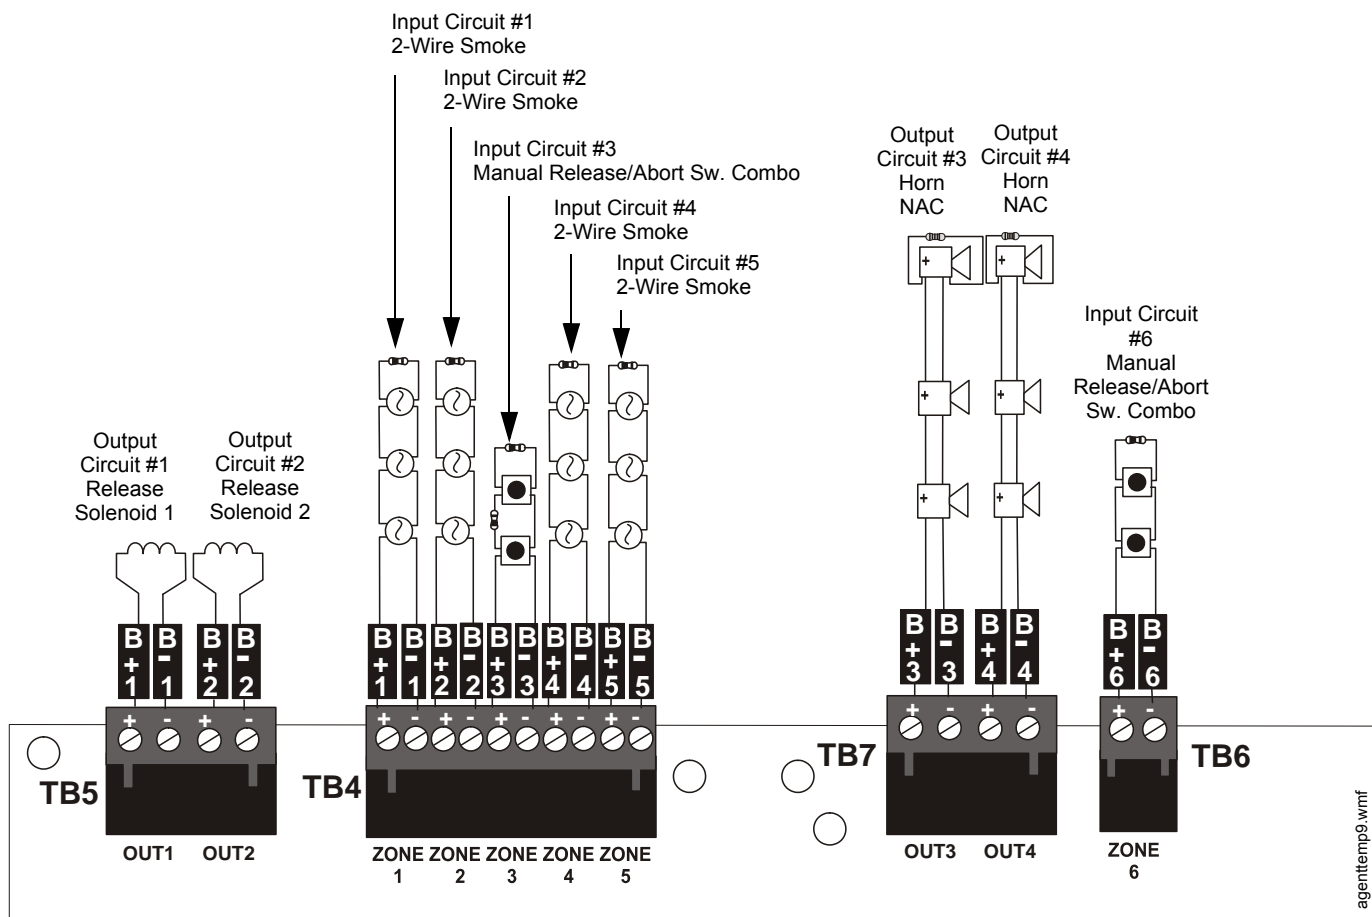 Input Circuit #1
2-Wire Smoke
Input Circuit #2
2-Wire Smoke
Input Circuit #3
Manual Release/Abort Sw. Combo
Input Circuit #4
2-Wire Smoke
Input Circuit #5
2-Wire Smoke
Output
Circuit #3
Horn
NAC
Output
Circuit #4
Horn
NAC
Input Circuit
#6
Manual
Release/Abort
Sw. Combo
Output
Circuit #1
Release
Solenoid 1
Output
Circuit #2
Release
Solenoid 2
B+1
B-1
B+2
B-2
B+1
B-1
B+2
B-2
B+3
B-3
B+4
B-4
B+5
B-5
B+3
B-3
B+4
B-4
B+6
B-6
+ - + -
+ - + - + - + - + -
+ - + -
+ -
TB5
TB4
TB7
TB6
OUT1 OUT2
ZONE 1
ZONE 2
ZONE 3
ZONE 4
ZONE 5
OUT3 OUT4
ZONE 6
+
+
+
+
+
+
agenttemp9.wmf